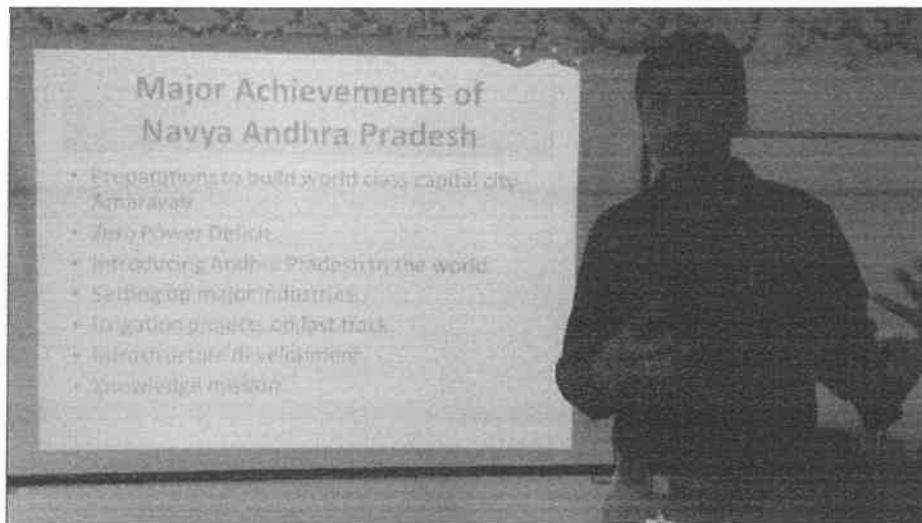 Major Achievements of
Navya Andhra Pradesh
• Preparations to build world class capital city
Amaravati
• Zero Power Deficit
• Introducing Andhra Pradesh to the world
• Setting up major industries
• Irrigation projects on fast track
• Infrastructure development
• Knowledge mission